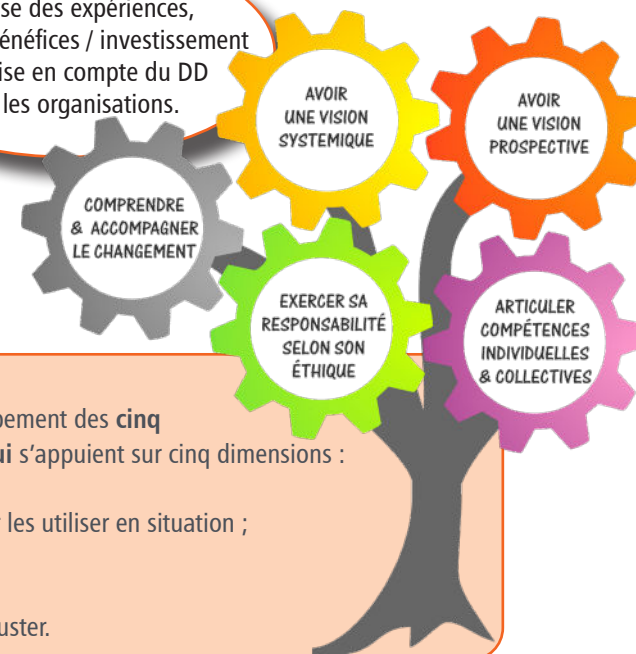 se des expériences,
énéfices / investissement
ise en compte du DD
les organisations.
AVOIR
UNE VISION
SYSTEMIQUE
AVOIR
UNE VISION
PROSPECTIVE
COMPRENDRE
& ACCOMPAGNER
LE CHANGEMENT
EXERCER SA
RESPONSABILITÉ
SELON SON
ÉTHIQUE
ARTICULER
COMPÉTENCES
INDIVIDUELLES
& COLLECTIVES
pement des cinq
ui s'appuient sur cinq dimensions :
les utiliser en situation ;
uster.